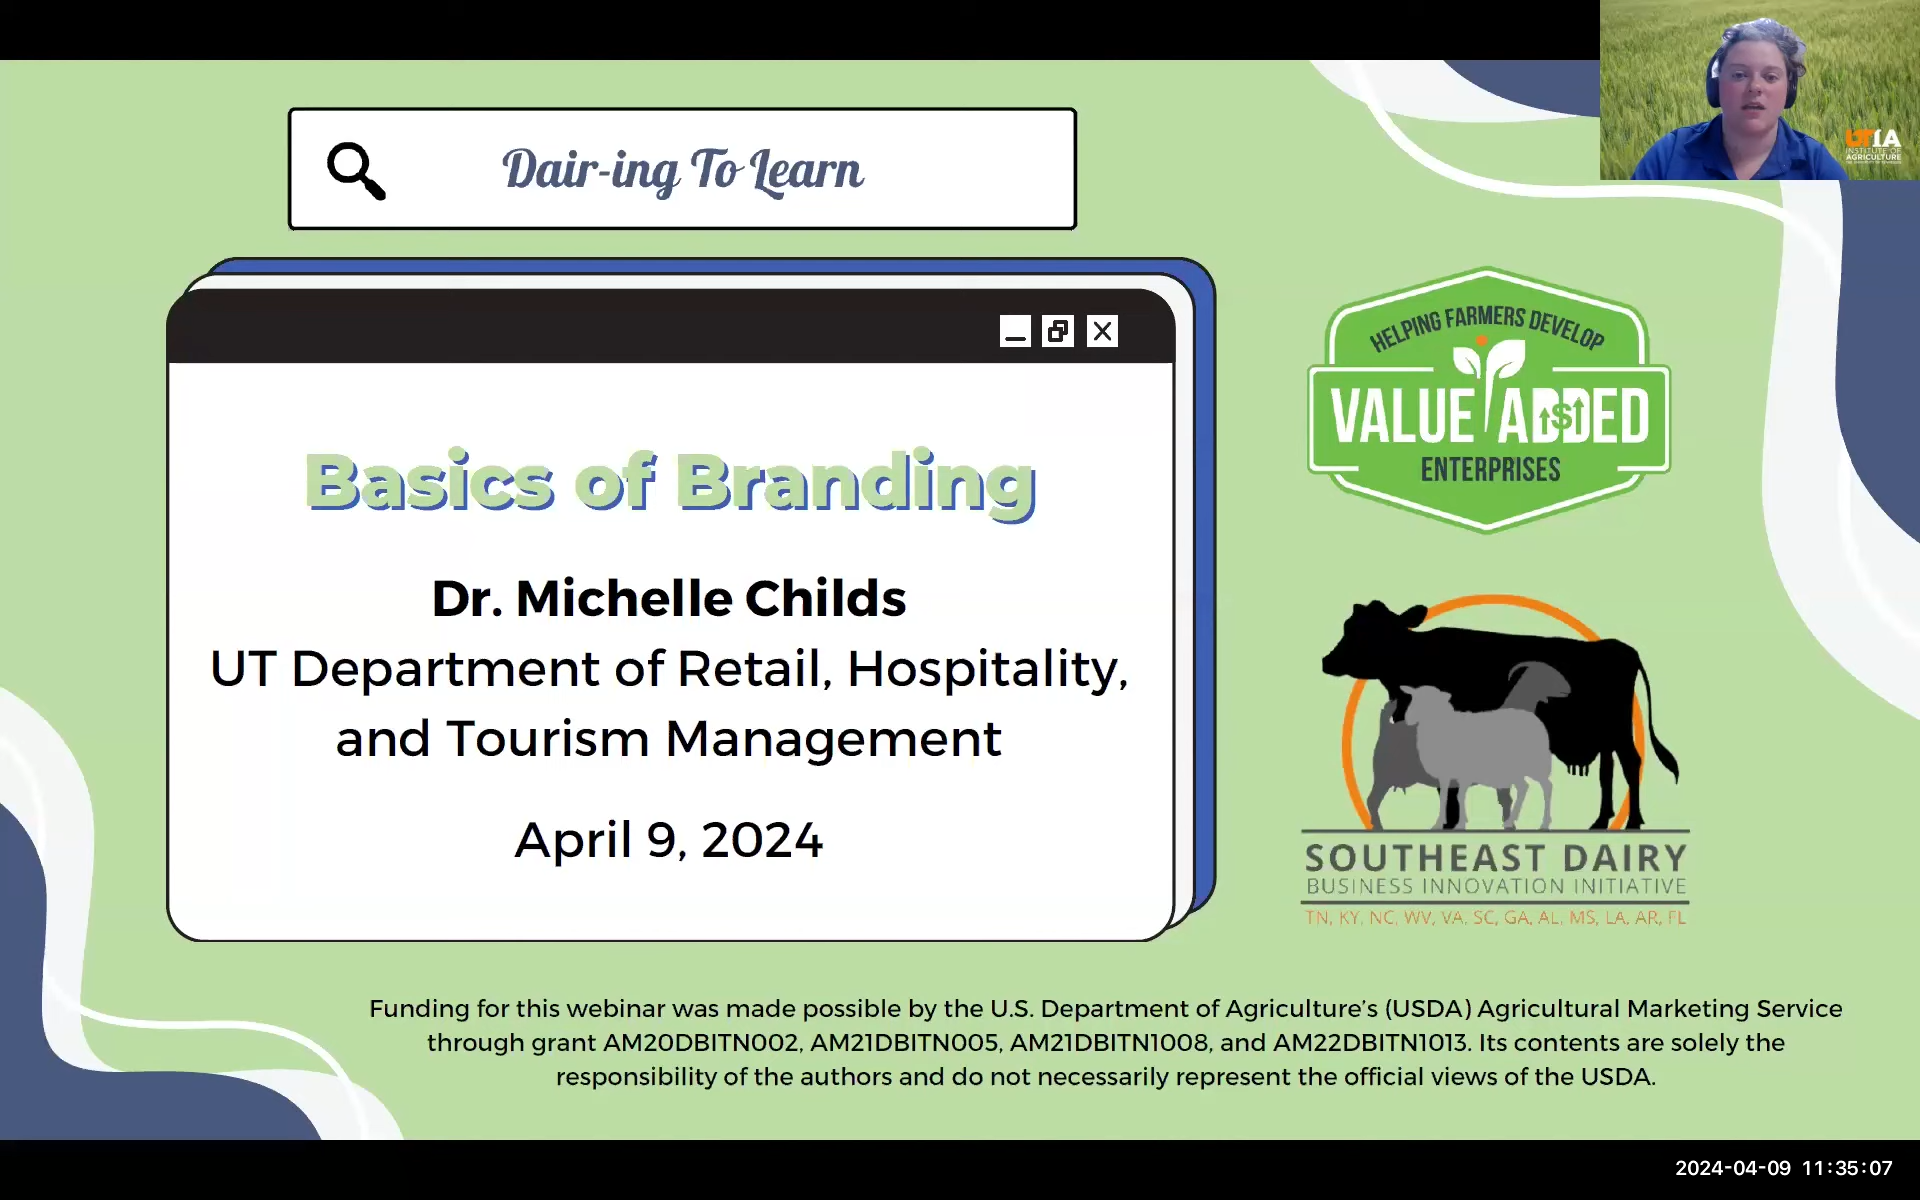 Dair-ing To Learn
Basics of Branding
Dr. Michelle Childs
UT Department of Retail, Hospitality,
and Tourism Management
April 9, 2024
HELPING FARMERS DEVELOP
VALUE ADDED
ENTERPRISES
SOUTHEAST DAIRY
BUSINESS INNOVATION INITIATIVE
TN, KY, NC, WV, VA, SC, GA, AL, MS, LA, AR, FL
Funding for this webinar was made possible by the U.S. Department of Agriculture’s (USDA) Agricultural Marketing Service
through grant AM20DBITN002, AM21DBITN005, AM21DBITN1008, and AM22DBITN1013. Its contents are solely the
responsibility of the authors and do not necessarily represent the official views of the USDA.
UTIA
INSTITUTE OF
AGRICULTURE
2024-04-09 11:35:07